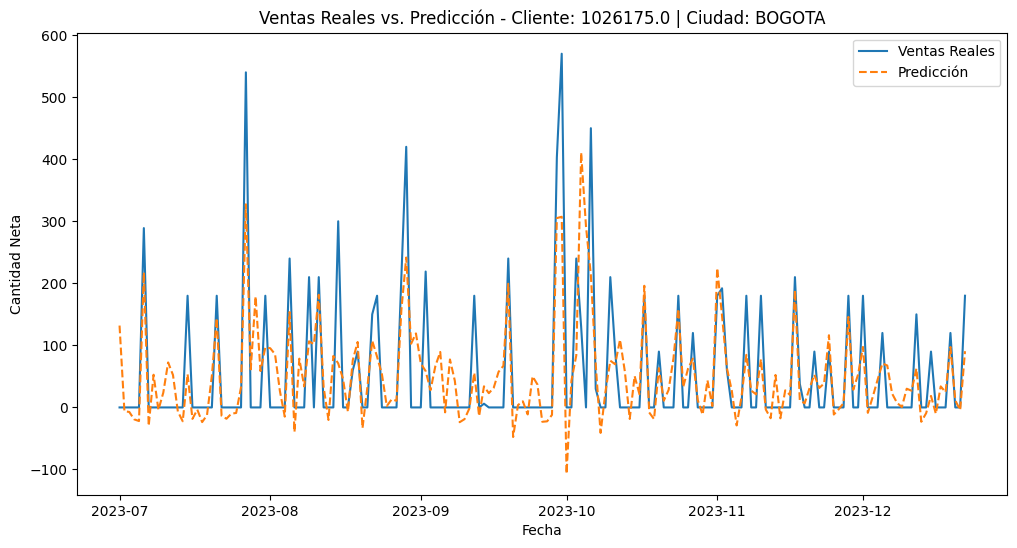 Ventas Reales vs. Predicción - Cliente: 1026175.0 | Ciudad: BOGOTA
Ventas Reales
Predicción
Cantidad Neta
600
500
400
300
200
100
0
−100
2023-07
2023-08
2023-09
2023-10
2023-11
2023-12
Fecha